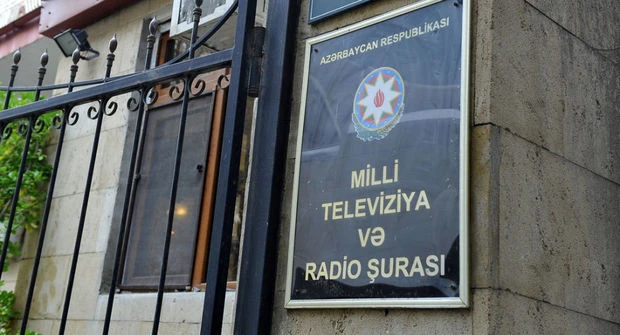 AZƏRBAYCAN RESPUBLİKASI
MİLLİ
TELEVİZİYA
VƏ
RADİO ŞURASI